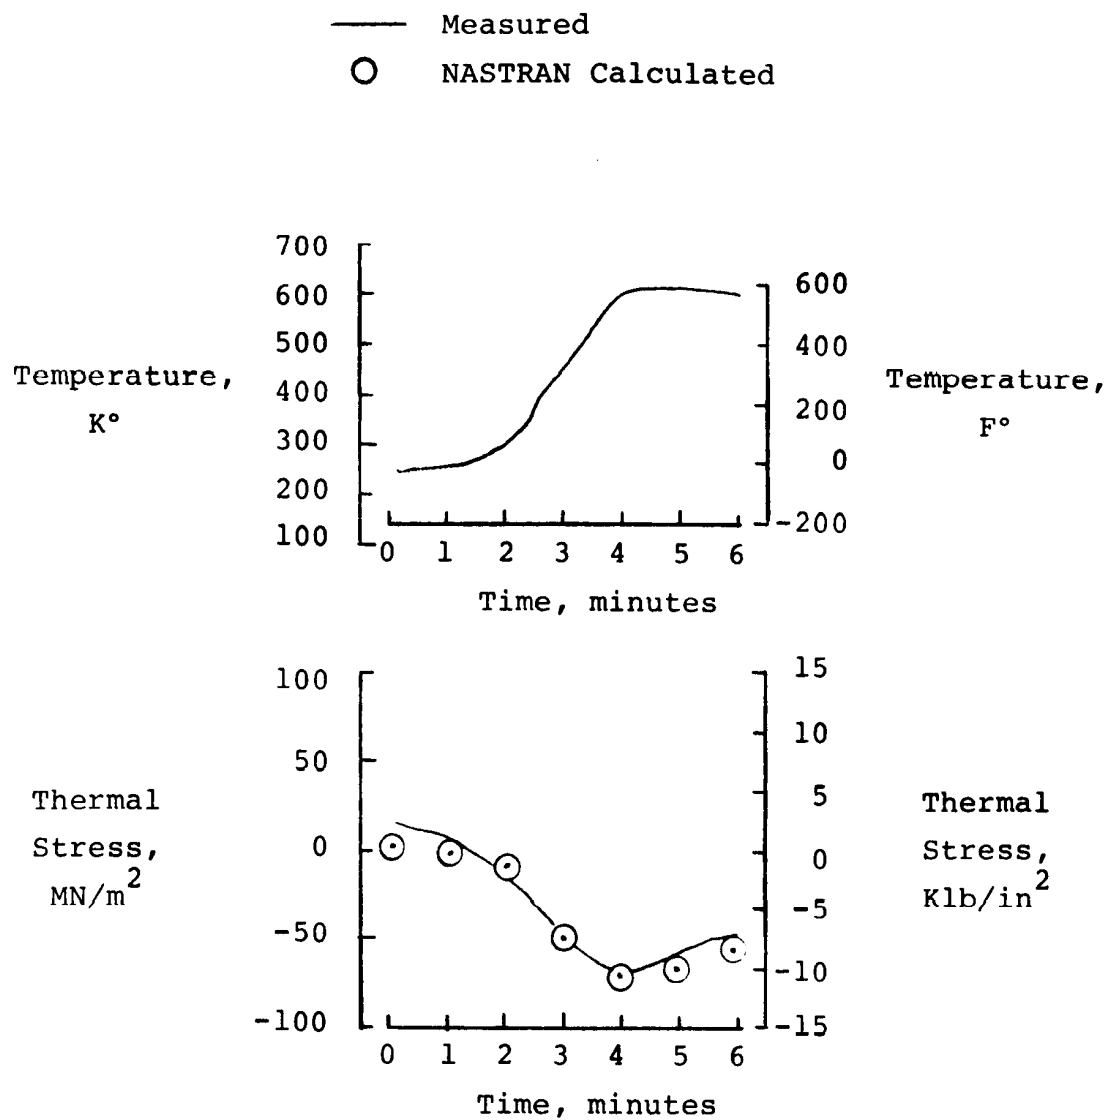 Measured
NASTRAN Calculated
700
600
500
400
300
200
100
Temperature,
K°
600
400
200
0
-200
Temperature,
F°
0 1 2 3 4 5 6
Time, minutes
100
50
0
-50
-100
Thermal
Stress,
MN/m²
15
10
5
0
-5
-10
-15
Thermal
Stress,
Klb/in²
0 1 2 3 4 5 6
Time, minutes